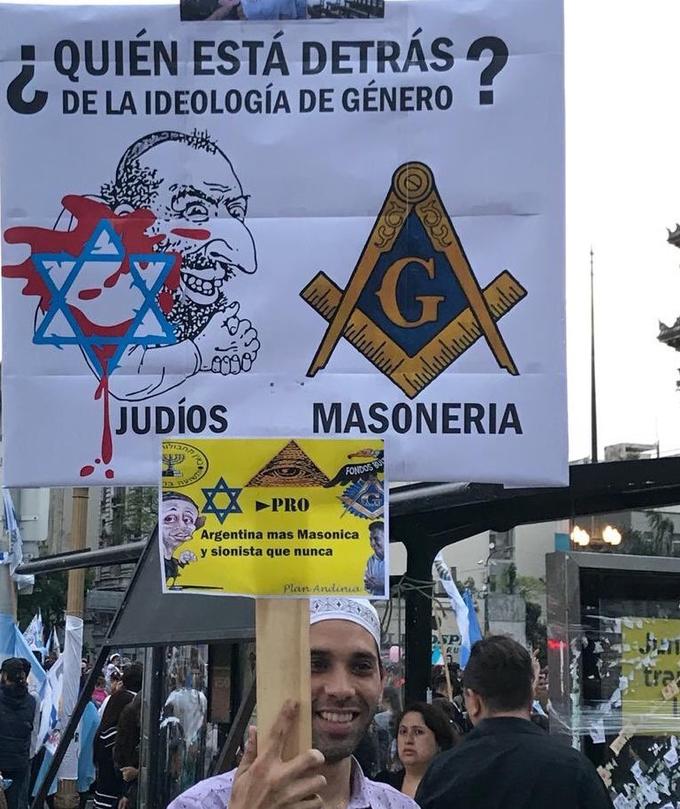 ¿QUIÉN ESTÁ DETRÁS
DE LA IDEOLOGÍA DE GÉNERO?
G
JUDÍOS
MASONERIA
FONDOS
►PRO
Argentina mas Masonica
y sionista que nunca
Plan Andinia